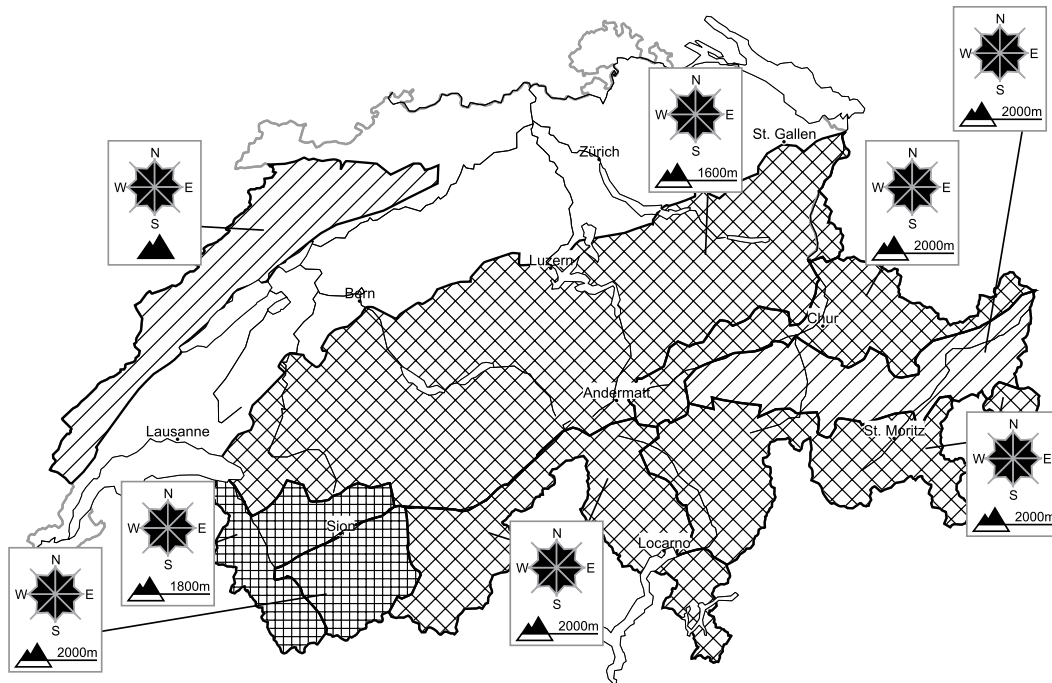 N
W E
S
2000m
N
W E
S
1600m
St. Gallen
Zürich
N
W E
S
N
W E
S
2000m
Luzern
Bern
Chur
Andermatt
Lausanne
St. Moritz
N
W E
S
2000m
N
W E
S
1800m
Sion
N
W E
S
2000m
Locarno
N
W E
S
2000m